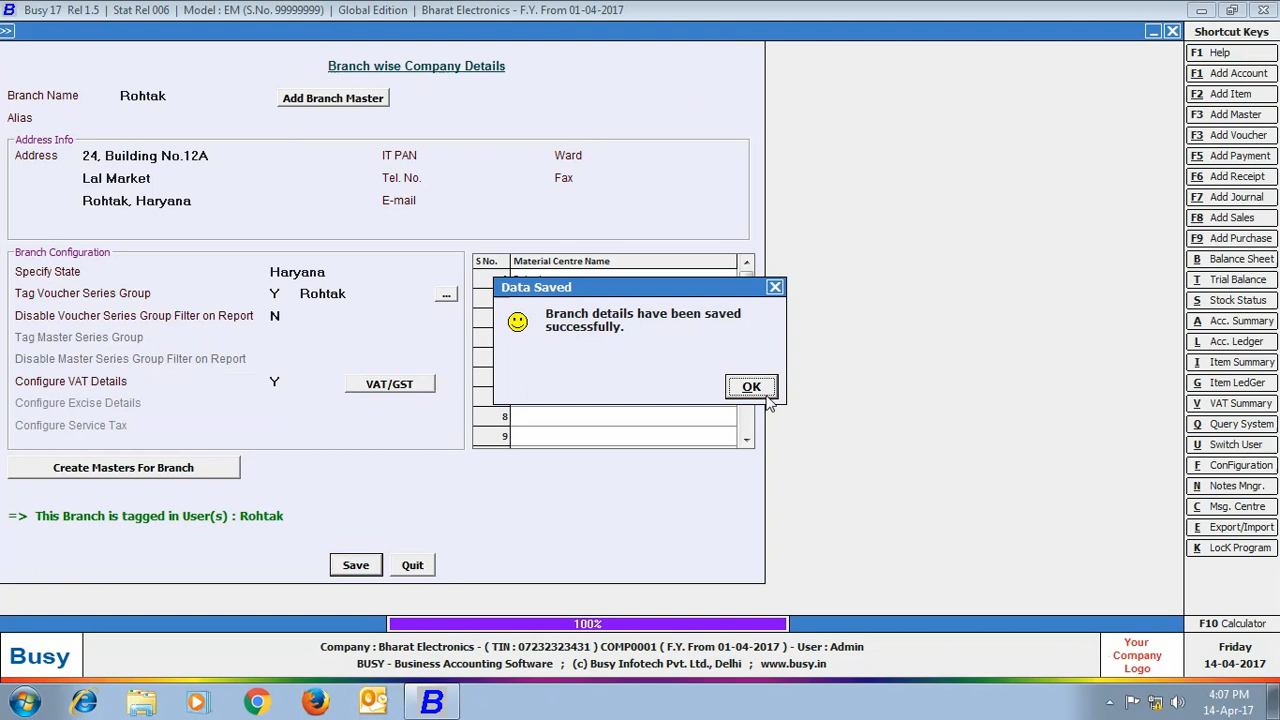 Busy 17 Rel 1.5 | Stat Rel 006 | Model : EM (S.No. 99999999) | Global Edition | Bharat Electronics - F.Y. From 01-04-2017
>>
Branch wise Company Details
Branch Name Rohtak Add Branch Master
Alias
Address Info
Address 24, Building No.12A IT PAN Ward
Lal Market Tel. No. Fax
Rohtak, Haryana E-mail
Branch Configuration
Specify State Haryana
Tag Voucher Series Group Y Rohtak ...
Disable Voucher Series Group Filter on Report N
Tag Master Series Group
Disable Master Series Group Filter on Report
Configure VAT Details Y VAT/GST
Configure Excise Details
Configure Service Tax
S No. Material Centre Name
8
9
Data Saved
Branch details have been saved
successfully.
OK
Create Masters For Branch
=> This Branch is tagged in User(s) : Rohtak
Save Quit
Shortcut Keys
F1 Help
F1 Add Account
F2 Add Item
F3 Add Master
F3 Add Voucher
F5 Add Payment
F6 Add Receipt
F7 Add Journal
F8 Add Sales
F9 Add Purchase
B Balance Sheet
T Trial Balance
S Stock Status
A Acc. Summary
L Acc. Ledger
I Item Summary
G Item LedGer
V VAT Summary
Q Query System
U Switch User
F Configuration
N Notes Mngr.
C Msg. Centre
E Export/Import
K LocK Program
100%
F10 Calculator
Busy
Company : Bharat Electronics - ( TIN : 07232323431 ) COMP0001 ( F.Y. From 01-04-2017 ) - User : Admin
BUSY - Business Accounting Software ; (c) Busy Infotech Pvt. Ltd., Delhi ; www.busy.in
Your
Company
Logo
Friday
14-04-2017
4:07 PM
14-Apr-17